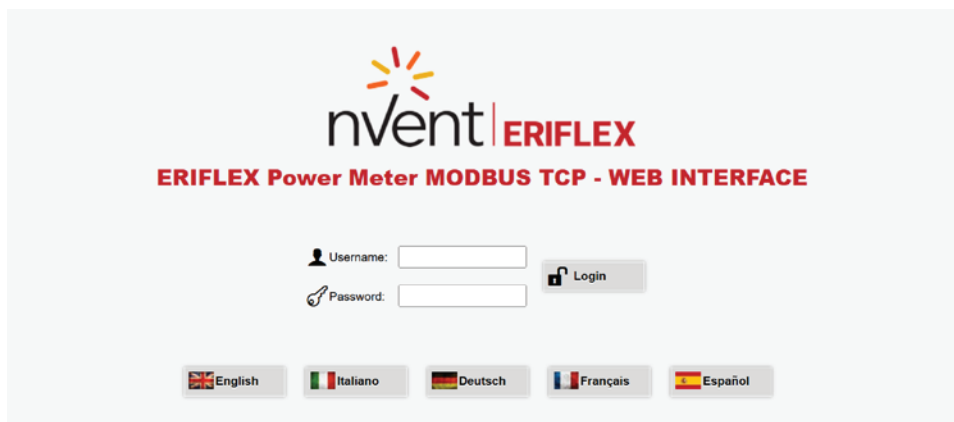 nvent ERIFLEX
ERIFLEX Power Meter MODBUS TCP - WEB INTERFACE
Username:
Login
Password:
English Italiano Deutsch Français Español